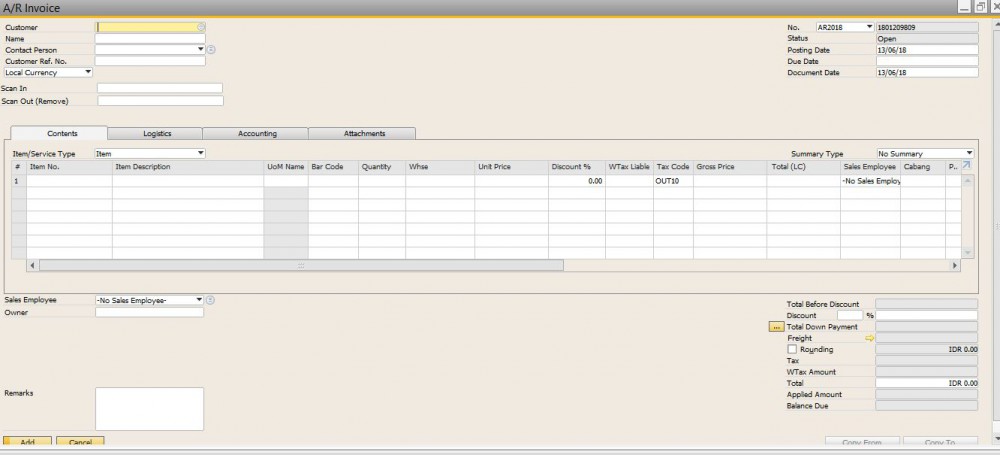 A/R Invoice
Customer
Name
Contact Person
Customer Ref. No.
Local Currency
Scan In
Scan Out (Remove)
No. AR2018 1801209809
Status Open
Posting Date 13/06/18
Due Date
Document Date 13/06/18
Contents Logistics Accounting Attachments
Item/Service Type Item Summary Type No Summary
# Item No. Item Description UoM Name Bar Code Quantity Whse Unit Price Discount % WTax Liable Tax Code Gross Price Total (LC) Sales Employee Cabang P..
1 0.00 OUT10 -No Sales Employ
Sales Employee -No Sales Employee-
Owner
Total Before Discount
Discount %
... Total Down Payment
Freight
Rounding IDR 0.00
Tax
WTax Amount
Total IDR 0.00
Applied Amount
Balance Due
Remarks
Add Cancel Copy From Copy To